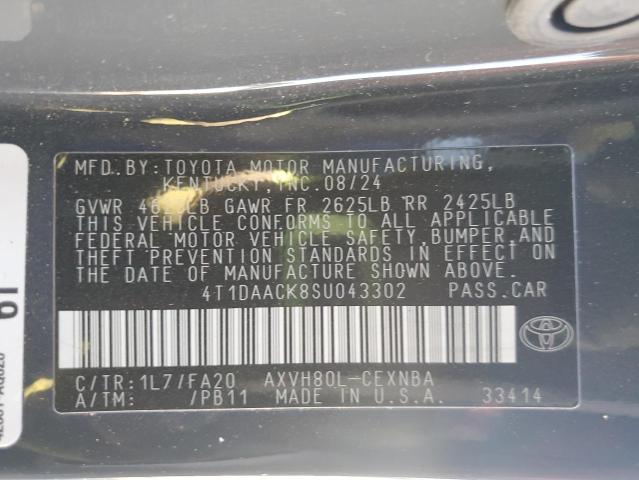 MFD.BY: TOYOTA MOTOR MANUFACTURING,
KENTUCKY, INC. 08/24
GVWR LB GAWR FR 2625LB RR 2425LB
THIS VEHICLE CONFORMS TO ALL APPLICABLE
FEDERAL MOTOR VEHICLE SAFETY, BUMPER, AND
THEFT PREVENTION STANDARDS IN EFFECT ON
THE DATE OF MANUFACTURE SHOWN ABOVE.
4T1DAACK8SU043302 PASS.CAR
C/TR: 1L7/FA20 AXVH80L-CEXNBA
A/TM: /PB11 MADE IN U.S.A. 33414